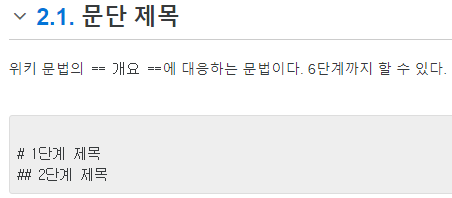 2.1. 문단 제목
위키 문법의 == 개요 ==에 대응하는 문법이다. 6단계까지 할 수 있다.
# 1단계 제목
## 2단계 제목